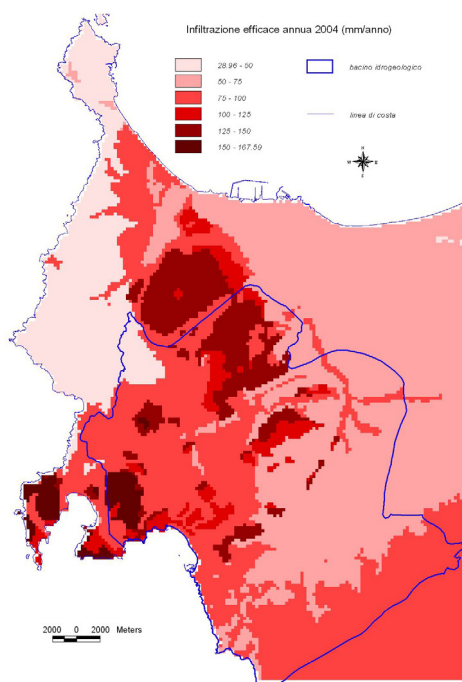 Infiltrazione efficace annua 2004 (mm/anno)
28.96 - 50
50 - 75
75 - 100
100 - 125
125 - 150
150 - 167.59
bacino idrogeologico
linea di costa
N
W E
S
2000 0 2000 Meters